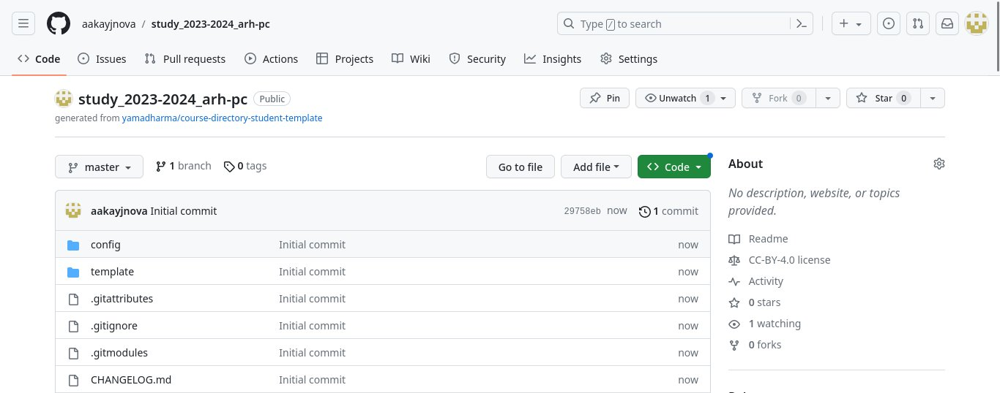 aakayjnova / study_2023-2024_arh-pc
Type / to search
Code Issues Pull requests Actions Projects Wiki Security Insights Settings
study_2023-2024_arh-pc Public
Pin Unwatch 1 Fork 0 Star 0
generated from yamadharma/course-directory-student-template
master 1 branch 0 tags Go to file Add file Code
aakayjnova Initial commit 29758eb now 1 commit
config Initial commit now
template Initial commit now
.gitattributes Initial commit now
.gitignore Initial commit now
.gitmodules Initial commit now
CHANGELOG.md Initial commit now
About
No description, website, or topics
provided.
Readme
CC-BY-4.0 license
Activity
0 stars
1 watching
0 forks